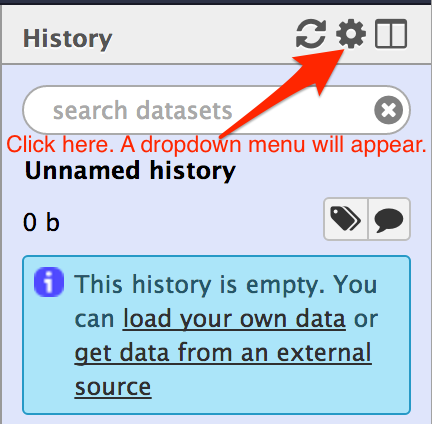 History
search datasets
Click here. A dropdown menu will appear.
Unnamed history
0 b
This history is empty. You
can load your own data or
get data from an external
source